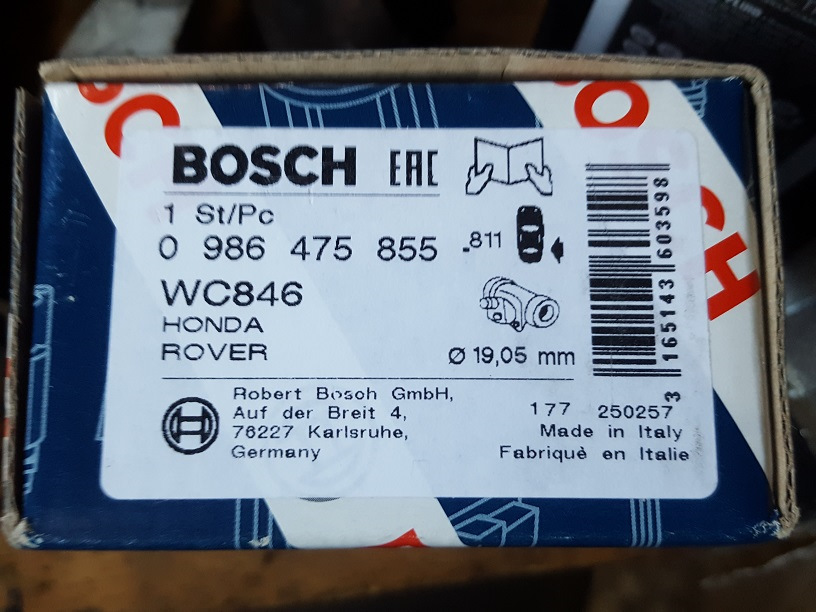 BOSCH EAC
1 St/Pc
0 986 475 855 -811
WC846
HONDA
ROVER Ø 19,05 mm
3 165143 603598
Robert Bosch GmbH,
Auf der Breit 4,
76227 Karlsruhe,
Germany
177 250257
Made in Italy
Fabriquè en Italie